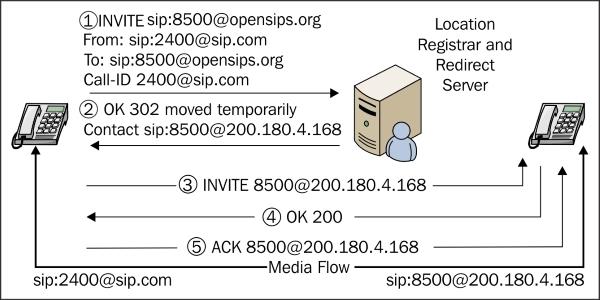 ①INVITE sip:8500@opensips.org
From: sip:2400@sip.com
To: sip:8500@opensips.org
Call-ID 2400@sip.com
② OK 302 moved temporarily
Contact sip:8500@200.180.4.168
Location
Registrar and
Redirect
Server
③ INVITE 8500@200.180.4.168
④ OK 200
⑤ ACK 8500@200.180.4.168
Media Flow
sip:2400@sip.com
sip:8500@200.180.4.168